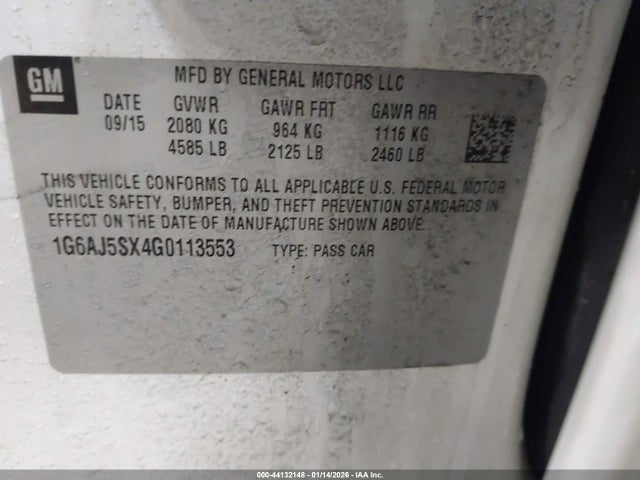 GM
MFD BY GENERAL MOTORS LLC
DATE GVWR GAWR FRT GAWR RR
09/15 2080 KG 964 KG 1116 KG
4585 LB 2125 LB 2460 LB
THIS VEHICLE CONFORMS TO ALL APPLICABLE U.S. FEDERAL MOTOR
VEHICLE SAFETY, BUMPER, AND THEFT PREVENTION STANDARDS IN
EFFECT ON THE DATE OF MANUFACTURE SHOWN ABOVE.
1G6AJ5SX4G0113553 TYPE: PASS CAR
000-44132148 - 01/14/2026 - IAA Inc.